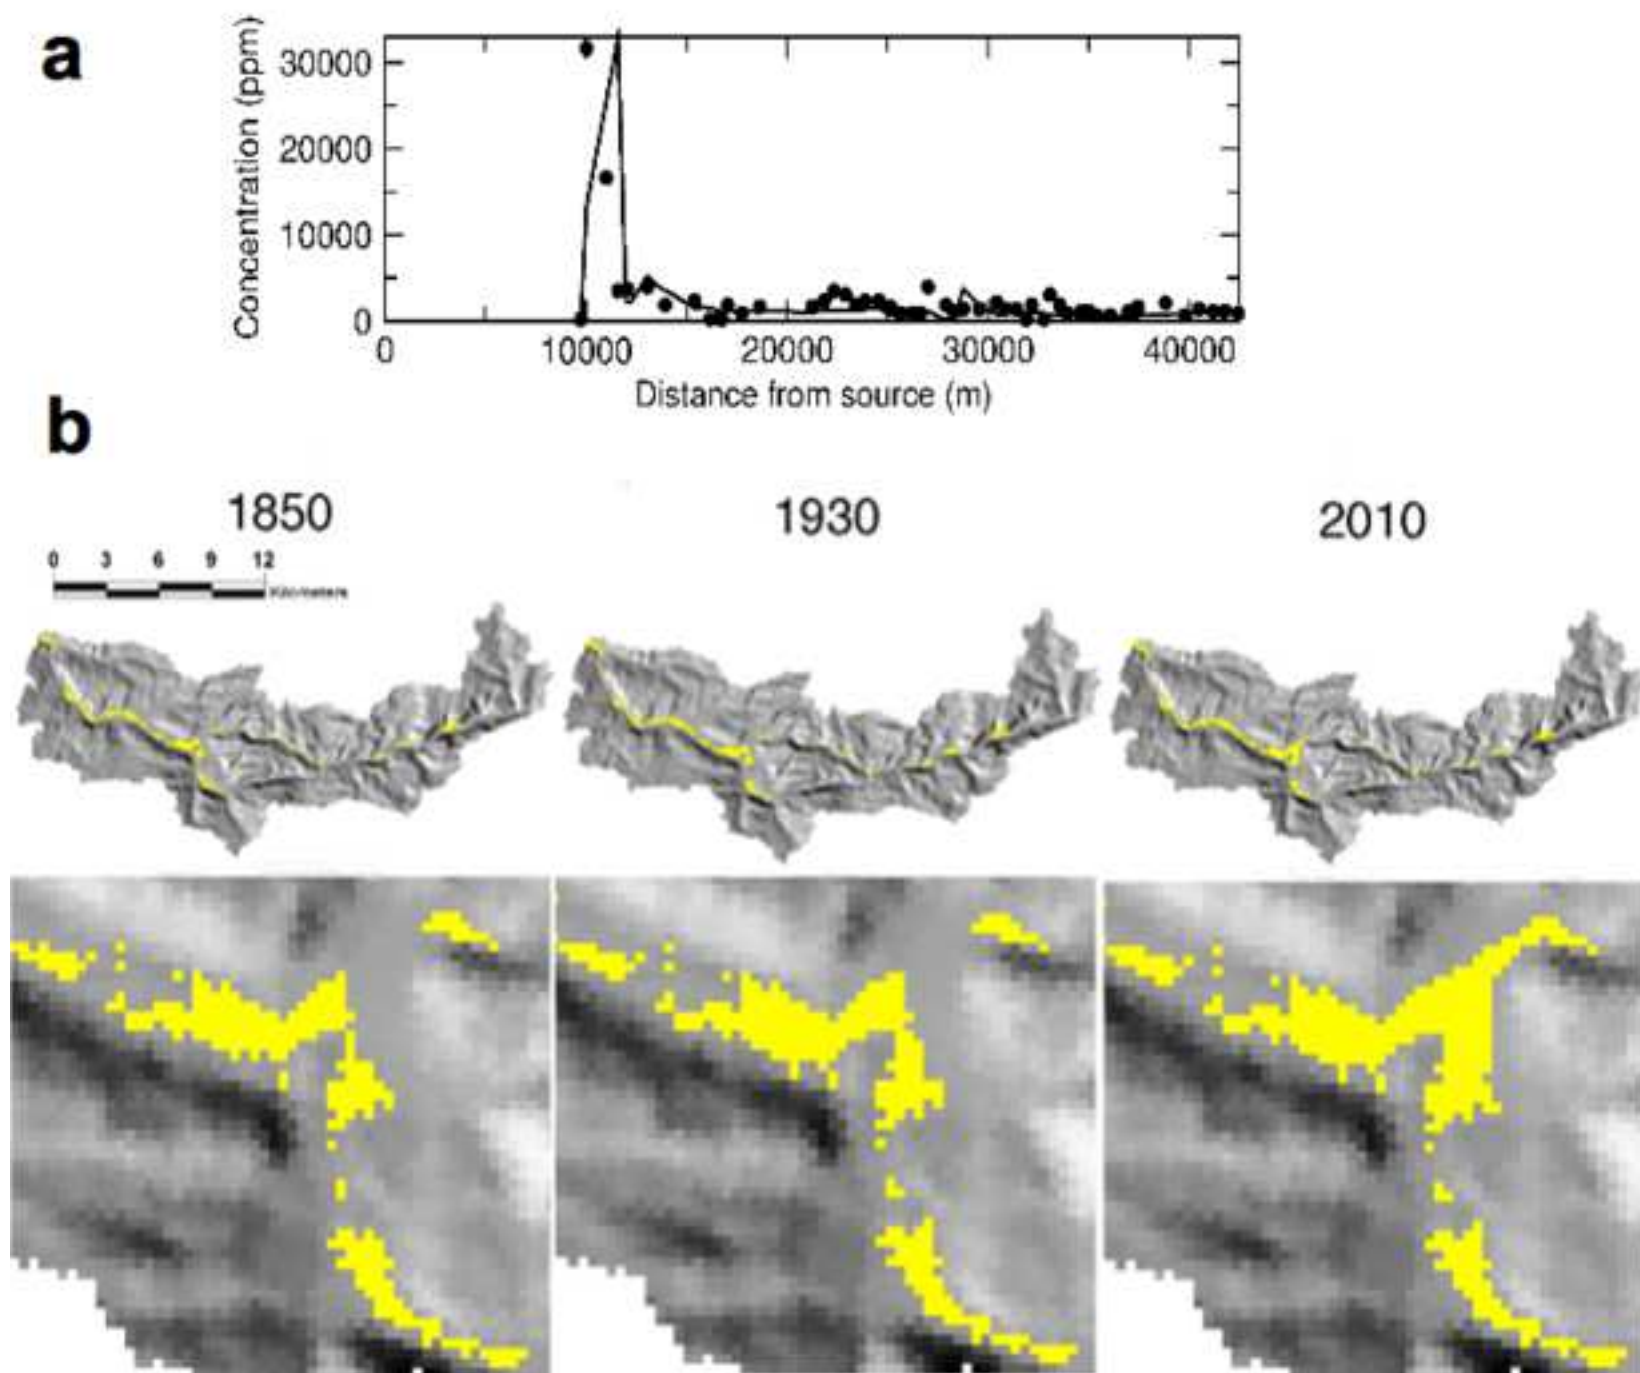 a
Concentration (ppm)
30000
20000
10000
0
0 10000 20000 30000 40000
Distance from source (m)
b
1850 1930 2010
0 3 6 9 12
Kilometers